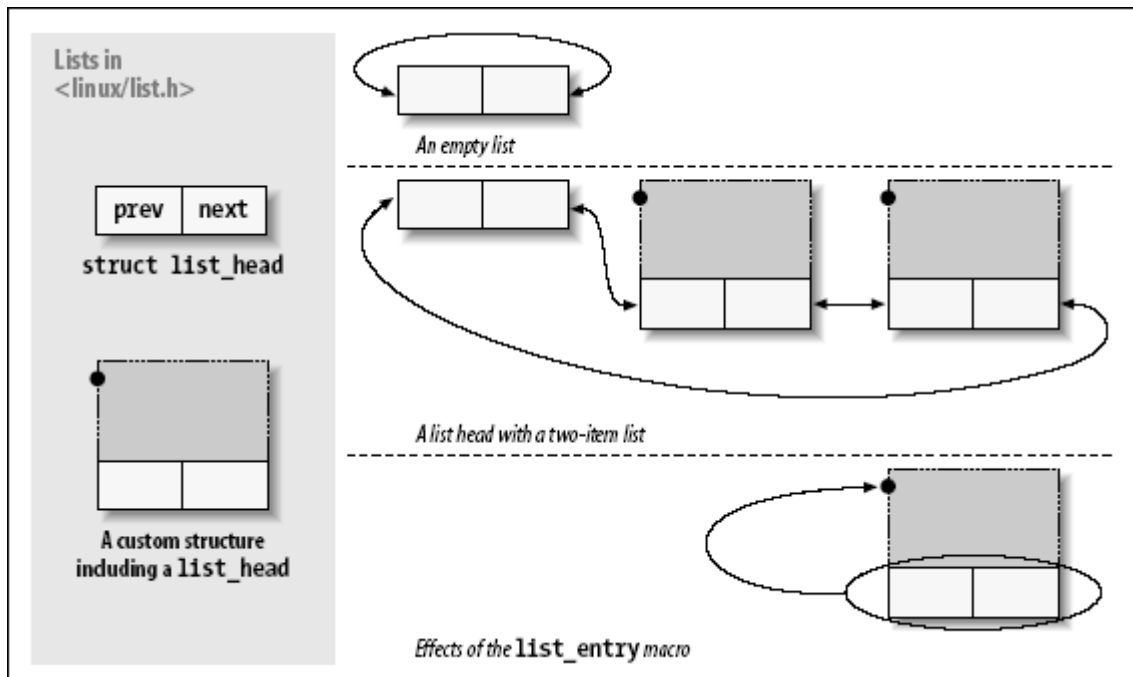 Lists in
<linux/list.h>
prev next
struct list_head
A custom structure
including a list_head
An empty list
A list head with a two-item list
Effects of the list_entry macro